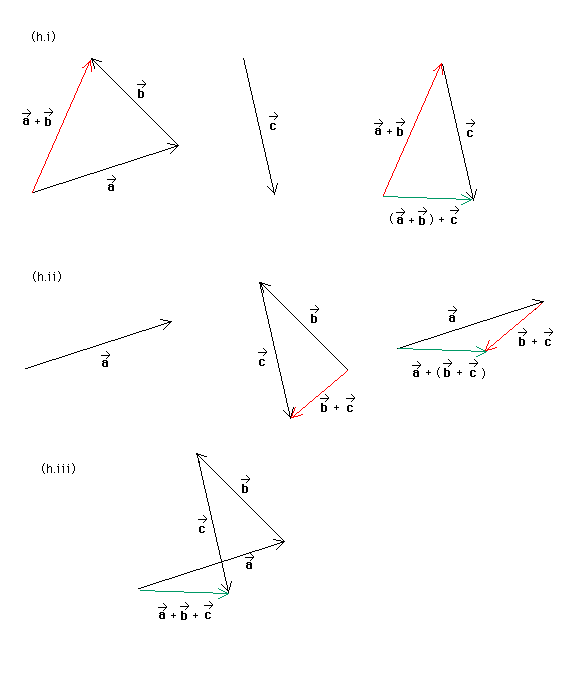 (h.i)
b⃗
a⃗ + b⃗
a⃗
c⃗
a⃗ + b⃗
c⃗
(a⃗ + b⃗) + c⃗
(h.ii)
a⃗
b⃗
c⃗
b⃗ + c⃗
a⃗
b⃗ + c⃗
a⃗ + (b⃗ + c⃗)
(h.iii)
b⃗
c⃗
a⃗
a⃗ + b⃗ + c⃗